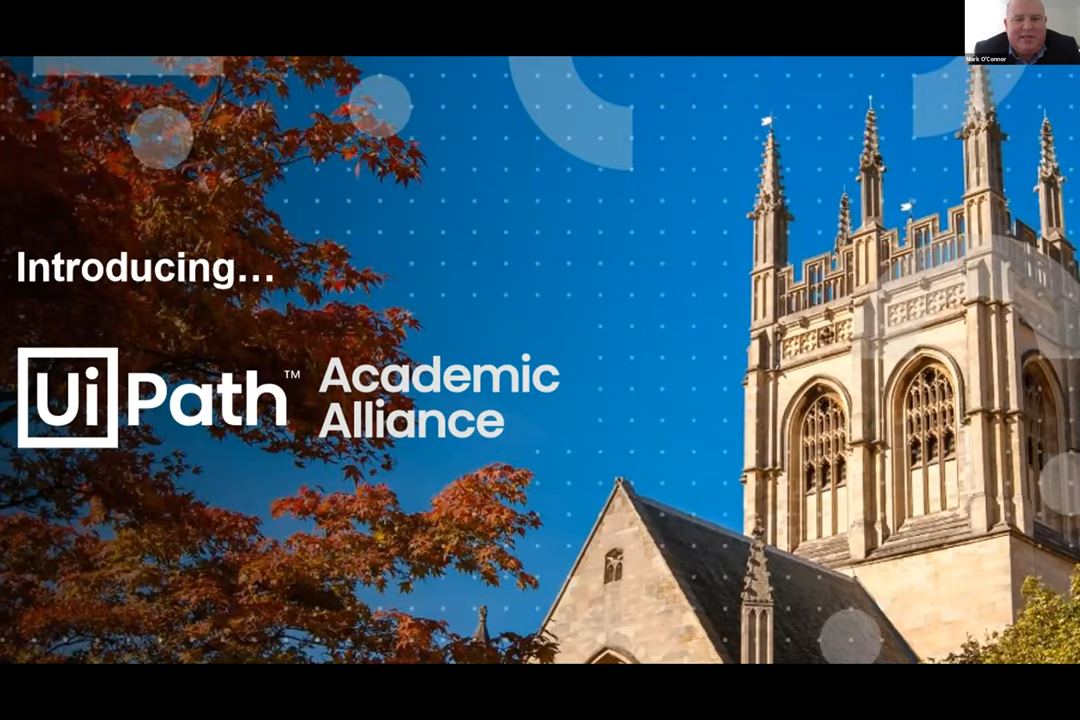 Mark O'Connor
Introducing...
UiPath™
Academic
Alliance